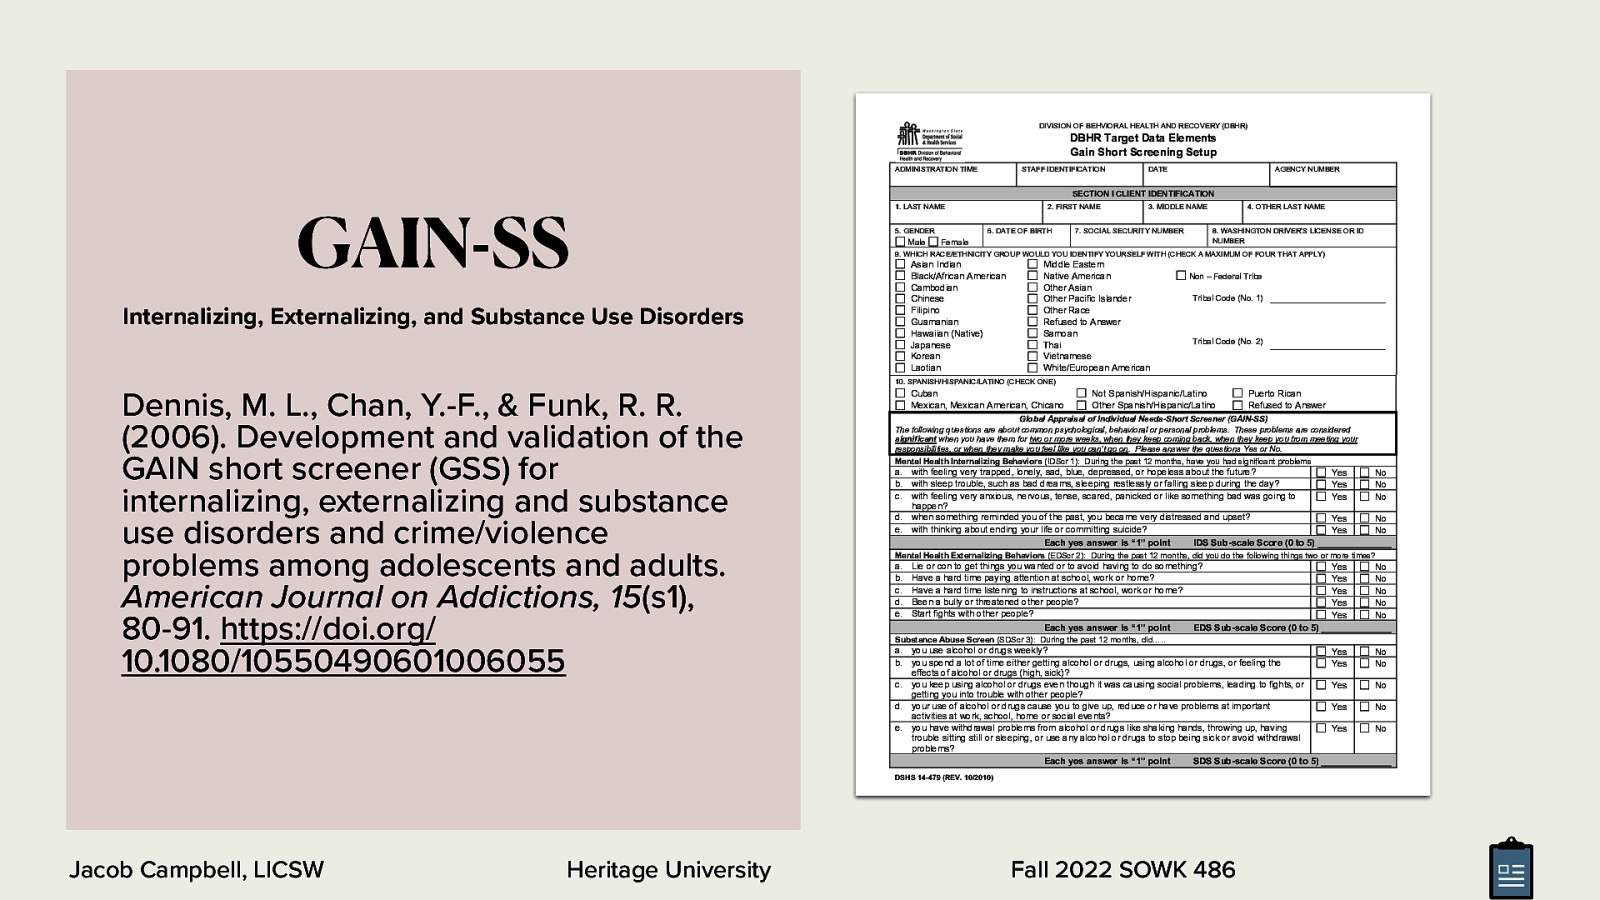 GAIN-SS
Internalizing, Externalizing, and Substance Use Disorders
Dennis, M. L., Chan, Y.-F., & Funk, R. R.
(2006). Development and validation of the
GAIN short screener (GSS) for
internalizing, externalizing and substance
use disorders and crime/violence
problems among adolescents and adults.
American Journal on Addictions, 15(s1),
80-91. https://doi.org/
10.1080/10550490601006055
Washington State
Department of Social
& Health Services
DBHR Division of Behavioral
Health and Recovery
DIVISION OF BEHVIORAL HEALTH AND RECOVERY (DBHR)
DBHR Target Data Elements
Gain Short Screening Setup
ADMINISTRATION TIME STAFF IDENTIFICATION DATE AGENCY NUMBER
SECTION I CLIENT IDENTIFICATION
1. LAST NAME 2. FIRST NAME 3. MIDDLE NAME 4. OTHER LAST NAME
5. GENDER 6. DATE OF BIRTH 7. SOCIAL SECURITY NUMBER 8. WASHINGTON DRIVER'S LICENSE OR ID
Male Female NUMBER
9. WHICH RACE/ETHNICITY GROUP WOULD YOU IDENTIFY YOURSELF WITH (CHECK A MAXIMUM OF FOUR THAT APPLY)
Asian Indian Middle Eastern
Black/African American Native American Non – Federal Tribe
Cambodian Other Asian
Chinese Other Pacific Islander Tribal Code (No. 1)
Filipino Other Race
Guamanian Refused to Answer
Hawaiian (Native) Samoan
Japanese Thai Tribal Code (No. 2)
Korean Vietnamese
Laotian White/European American
10. SPANISH/HISPANIC/LATINO (CHECK ONE)
Cuban Not Spanish/Hispanic/Latino Puerto Rican
Mexican, Mexican American, Chicano Other Spanish/Hispanic/Latino Refused to Answer
Global Appraisal of Individual Needs-Short Screener (GAIN-SS)
The following questions are about common psychological, behavioral or personal problems. These problems are considered
significant when you have them for two or more weeks, when they keep coming back, when they keep you from meeting your
responsibilities, or when they make you feel like you can't go on. Please answer the questions Yes or No.
Mental Health Internalizing Behaviors (IDScr 1): During the past 12 months, have you had significant problems
a. with feeling very trapped, lonely, sad, blue, depressed, or hopeless about the future? Yes No
b. with sleep trouble, such as bad dreams, sleeping restlessly or falling sleep during the day? Yes No
c. with feeling very anxious, nervous, tense, scared, panicked or like something bad was going to Yes No
happen?
d. when something reminded you of the past, you became very distressed and upset? Yes No
e. with thinking about ending your life or committing suicide? Yes No
Each yes answer is "1" point IDS Sub-scale Score (0 to 5)
Mental Health Externalizing Behaviors (EDScr 2): During the past 12 months, did you do the following things two or more times?
a. Lie or con to get things you wanted or to avoid having to do something? Yes No
b. Have a hard time paying attention at school, work or home? Yes No
c. Have a hard time listening to instructions at school, work or home? Yes No
d. Been a bully or threatened other people? Yes No
e. Start fights with other people? Yes No
Each yes answer is "1" point EDS Sub-scale Score (0 to 5)
Substance Abuse Screen (SDScr 3): During the past 12 months, did.....
a. you use alcohol or drugs weekly? Yes No
b. you spend a lot of time either getting alcohol or drugs, using alcohol or drugs, or feeling the Yes No
effects of alcohol or drugs (high, sick)?
c. you keep using alcohol or drugs even though it was causing social problems, leading to fights, or Yes No
getting you into trouble with other people?
d. your use of alcohol or drugs cause you to give up, reduce or have problems at important Yes No
activities at work, school, home or social events?
e. you have withdrawal problems from alcohol or drugs like shaking hands, throwing up, having Yes No
trouble sitting still or sleeping, or use any alcohol or drugs to stop being sick or avoid withdrawal
problems?
Each yes answer is "1" point SDS Sub-scale Score (0 to 5)
DSHS 14-479 (REV. 10/2010)
Jacob Campbell, LICSW Heritage University Fall 2022 SOWK 486